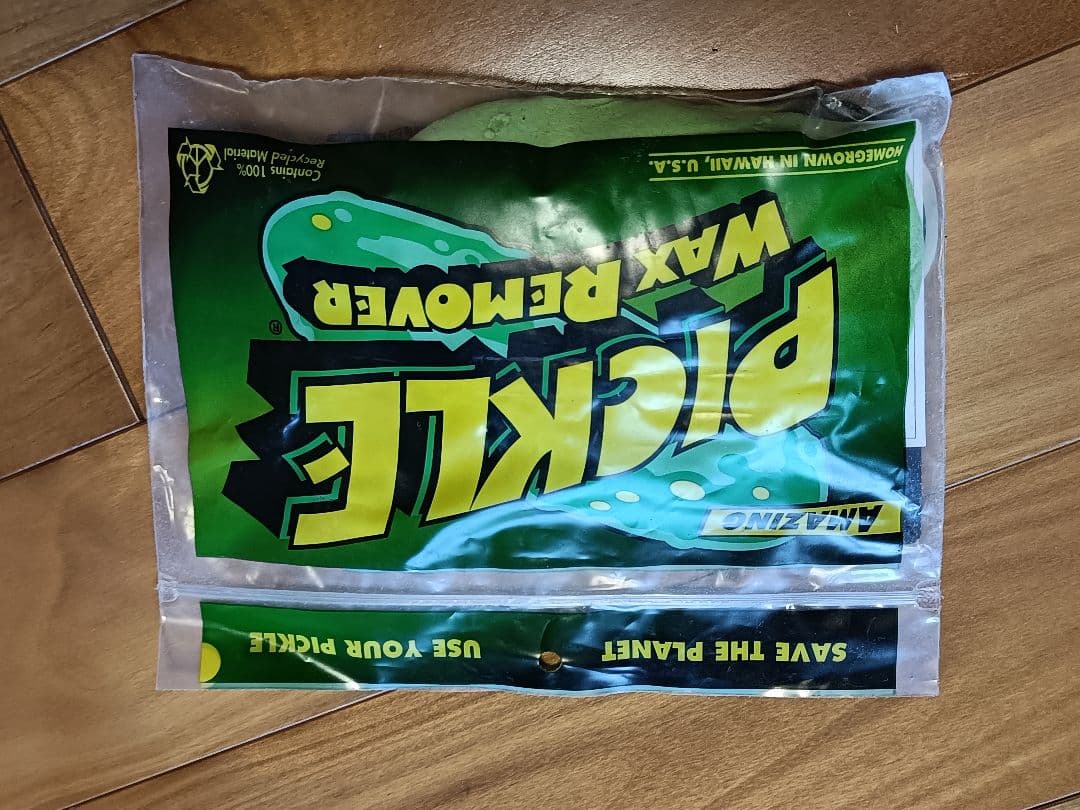 SAVE THE PLANET USE YOUR PICKLE
AMAZING
PICKLE
WAX REMOVER
®
HOMEGROWN IN HAWAII, U.S.A.
Contains 100%
Recycled Material